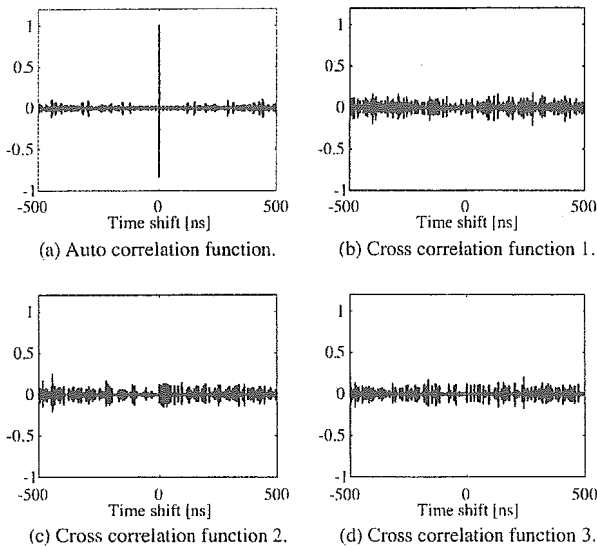 1
0.5
0
-0.5
-1
-500 0 500
Time shift [ns]
(a) Auto correlation function.
1
0.5
0
-0.5
-1
-500 0 500
Time shift [ns]
(b) Cross correlation function 1.
1
0.5
0
-0.5
-1
-500 0 500
Time shift [ns]
(c) Cross correlation function 2.
1
0.5
0
-0.5
-1
-500 0 500
Time shift [ns]
(d) Cross correlation function 3.